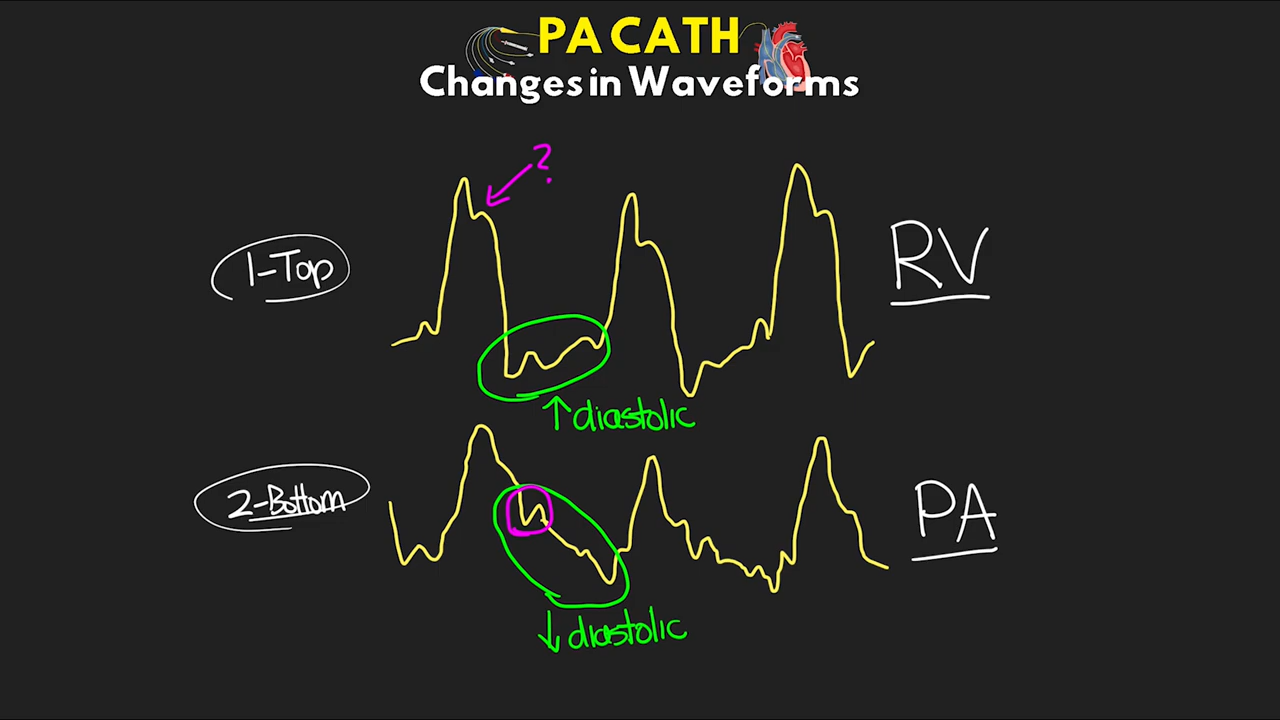 PA CATH
Changes in Waveforms
?
1-Top
RV
↑diastolic
2-Bottom
PA
↓diastolic